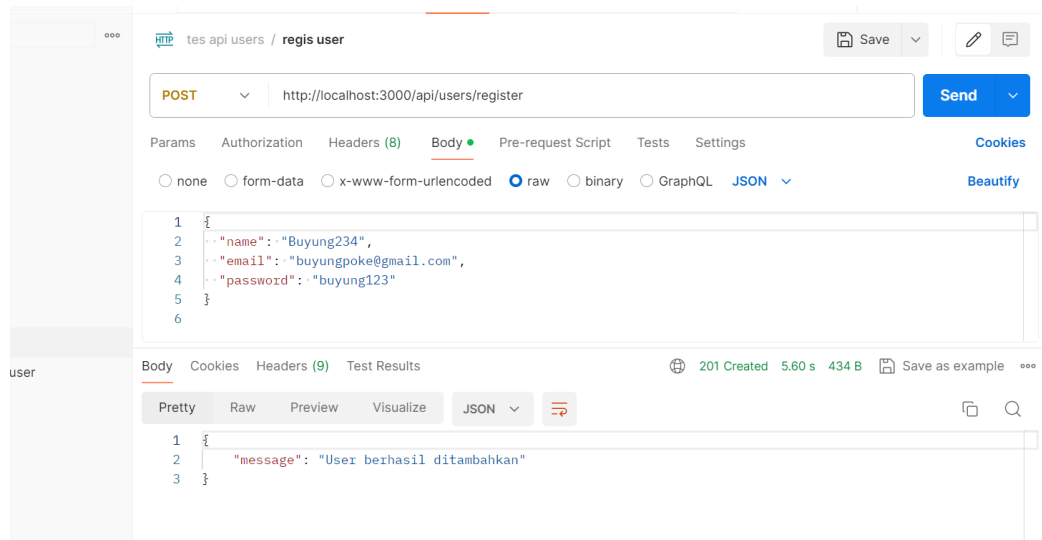 HTTP tes api users / regis user Save
POST http://localhost:3000/api/users/register Send
Params Authorization Headers (8) Body Pre-request Script Tests Settings Cookies
none form-data x-www-form-urlencoded raw binary GraphQL JSON Beautify
1 {
2 "name": "Buyung234",
3 "email": "buyungpoke@gmail.com",
4 "password": "buyung123"
5 }
6
user
Body Cookies Headers (9) Test Results 201 Created 5.60 s 434 B Save as example
Pretty Raw Preview Visualize JSON
1 {
2 "message": "User berhasil ditambahkan"
3 }